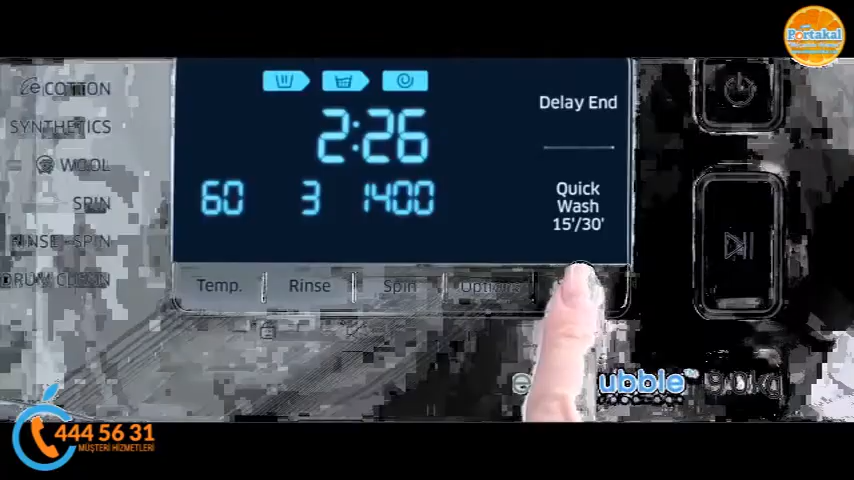 Portakal
COTTON
SYNTHETICS
WOOL
SPIN
RINSE+SPIN
DRUM CLEAN
2:26
60 3 1400
Delay End
Quick
Wash
15'/30'
Temp. Rinse Spin Options
ubble™ 9.0kg
444 56 31
MÜŞTERİ HİZMETLERİ